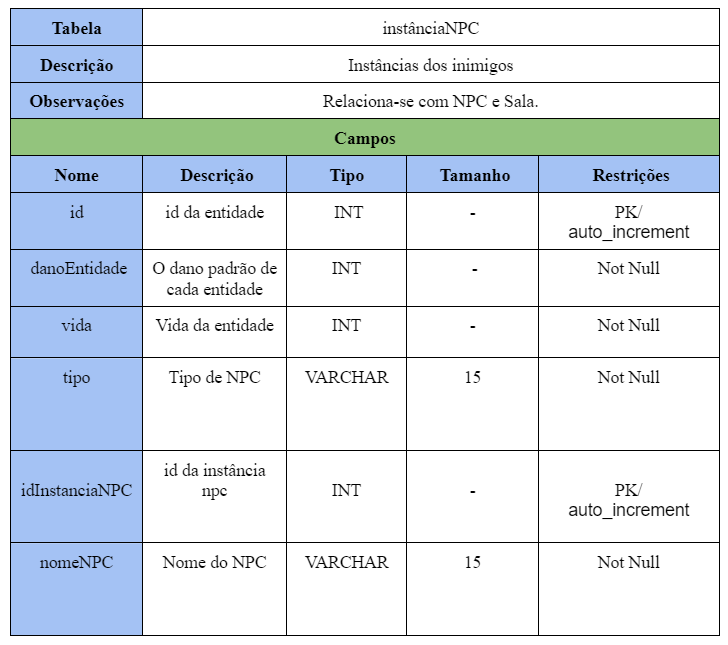 Tabela instânciaNPC
Descrição Instâncias dos inimigos
Observações Relaciona-se com NPC e Sala.
Campos
Nome Descrição Tipo Tamanho Restrições
id id da entidade INT - PK/
auto_increment
danoEntidade O dano padrão de INT - Not Null
cada entidade
vida Vida da entidade INT - Not Null
tipo Tipo de NPC VARCHAR 15 Not Null
id da instância
idInstanciaNPC npc INT - PK/
auto_increment
nomeNPC Nome do NPC VARCHAR 15 Not Null